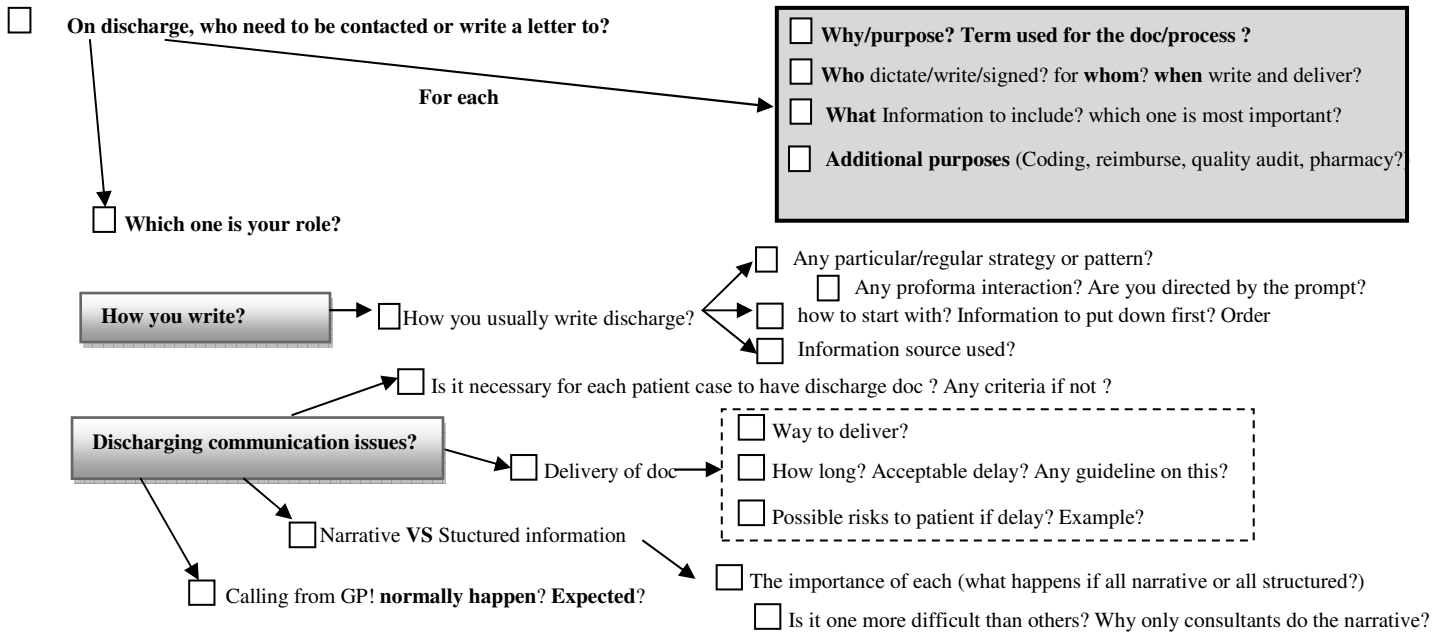 On discharge, who need to be contacted or write a letter to?
For each
Why/purpose? Term used for the doc/process ?
Who dictate/write/signed? for whom? when write and deliver?
What Information to include? which one is most important?
Additional purposes (Coding, reimburse, quality audit, pharmacy?)
Which one is your role?
How you write?
How you usually write discharge?
Any particular/regular strategy or pattern?
Any proforma interaction? Are you directed by the prompt?
how to start with? Information to put down first? Order
Information source used?
Discharging communication issues?
Is it necessary for each patient case to have discharge doc ? Any criteria if not ?
Delivery of doc
Way to deliver?
How long? Acceptable delay? Any guideline on this?
Possible risks to patient if delay? Example?
Narrative VS Stuctured information
The importance of each (what happens if all narrative or all structured?)
Is it one more difficult than others? Why only consultants do the narrative?
Calling from GP! normally happen? Expected?